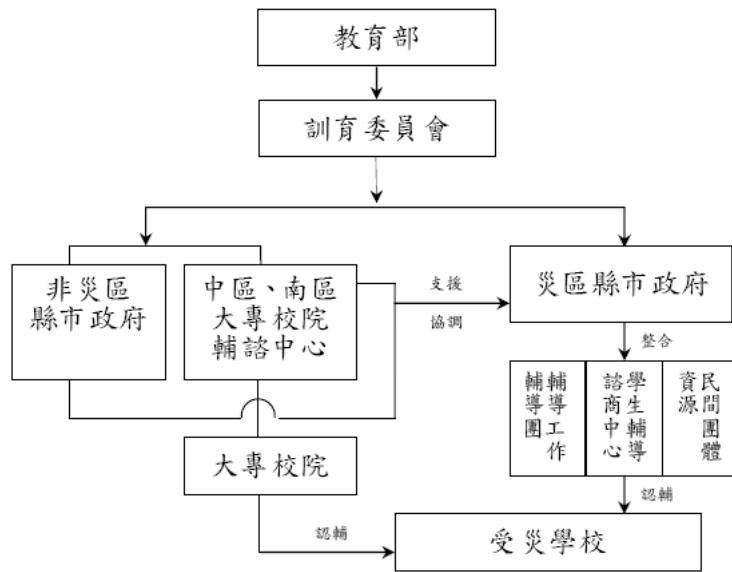 教育部
訓育委員會
非災區
縣市政府
中區、南區
大專校院
輔諮中心
支援
協調
災區縣市政府
整合
輔導工作
輔導團
學生輔導
諮商中心
民間團體
資源
大專校院
認輔
認輔
受災學校